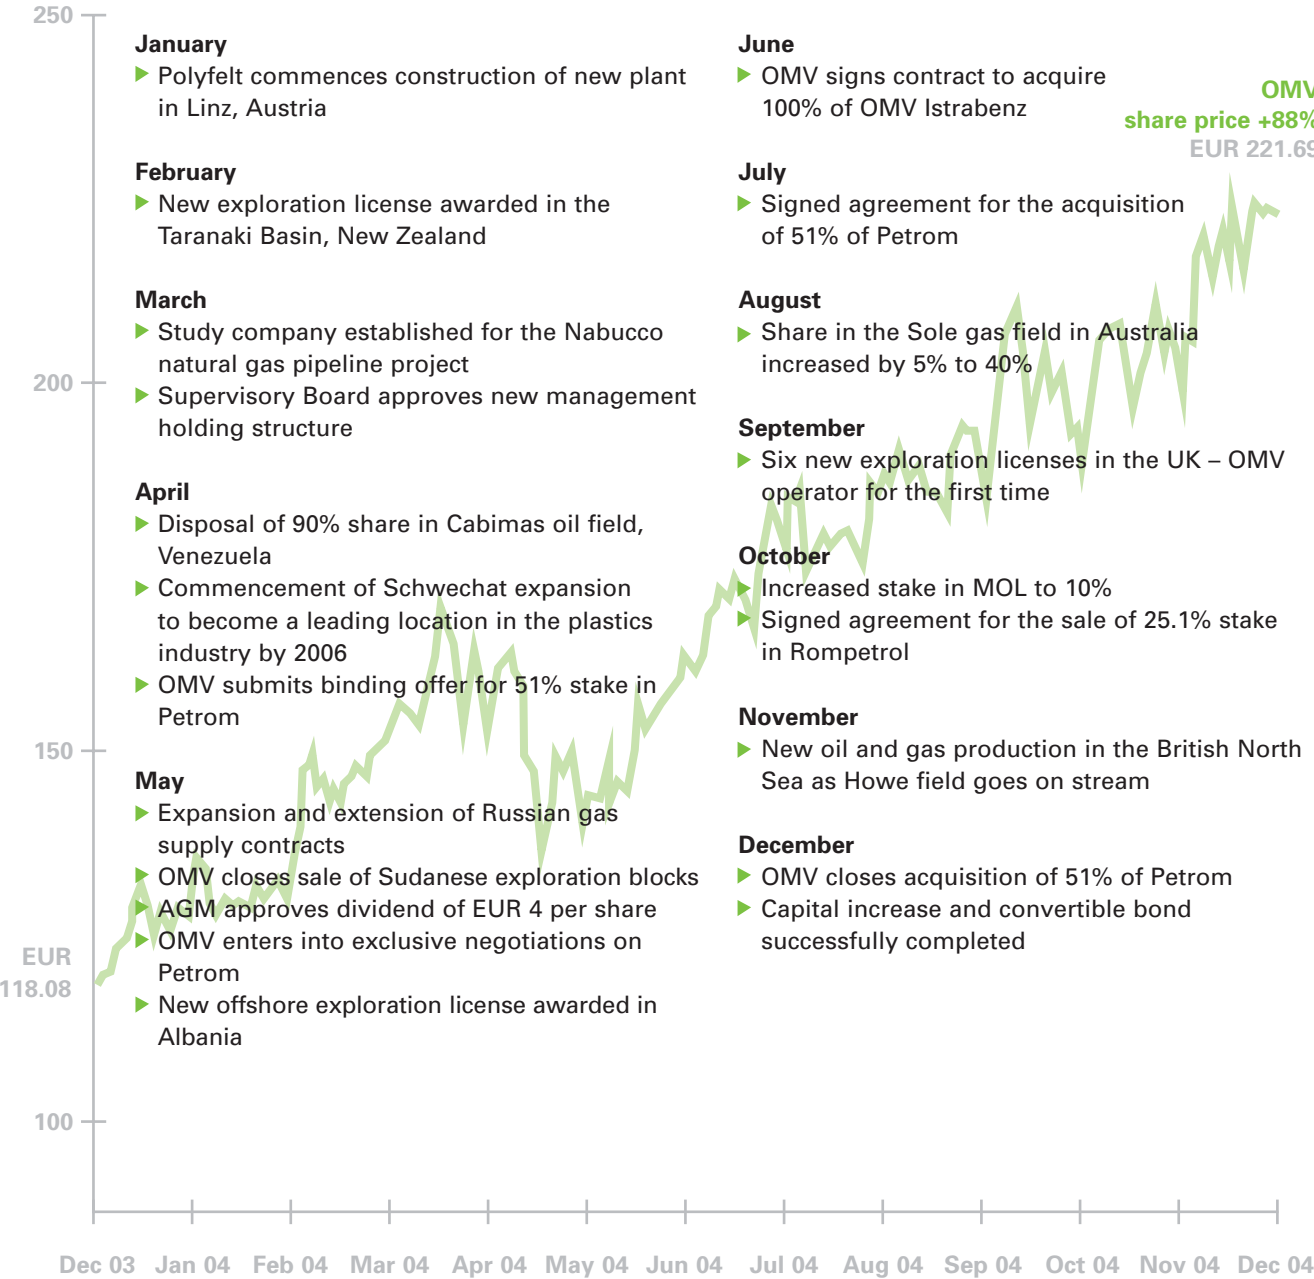 250
January
Polyfelt commences construction of new plant
in Linz, Austria
February
New exploration license awarded in the
Taranaki Basin, New Zealand
March
Study company established for the Nabucco
natural gas pipeline project
Supervisory Board approves new management
holding structure
April
Disposal of 90% share in Cabimas oil field,
Venezuela
Commencement of Schwechat expansion
to become a leading location in the plastics
industry by 2006
OMV submits binding offer for 51% stake in
Petrom
May
Expansion and extension of Russian gas
supply contracts
OMV closes sale of Sudanese exploration blocks
AGM approves dividend of EUR 4 per share
OMV enters into exclusive negotiations on
Petrom
New offshore exploration license awarded in
Albania
June
OMV signs contract to acquire
100% of OMV Istrabenz
July
Signed agreement for the acquisition
of 51% of Petrom
August
Share in the Sole gas field in Australia
increased by 5% to 40%
September
Six new exploration licenses in the UK – OMV
operator for the first time
October
Increased stake in MOL to 10%
Signed agreement for the sale of 25.1% stake
in Rompetrol
November
New oil and gas production in the British North
Sea as Howe field goes on stream
December
OMV closes acquisition of 51% of Petrom
Capital increase and convertible bond
successfully completed
OMV
share price +88%
EUR 221.69
200
150
EUR
118.08
100
Dec 03 Jan 04 Feb 04 Mar 04 Apr 04 May 04 Jun 04 Jul 04 Aug 04 Sep 04 Oct 04 Nov 04 Dec 04